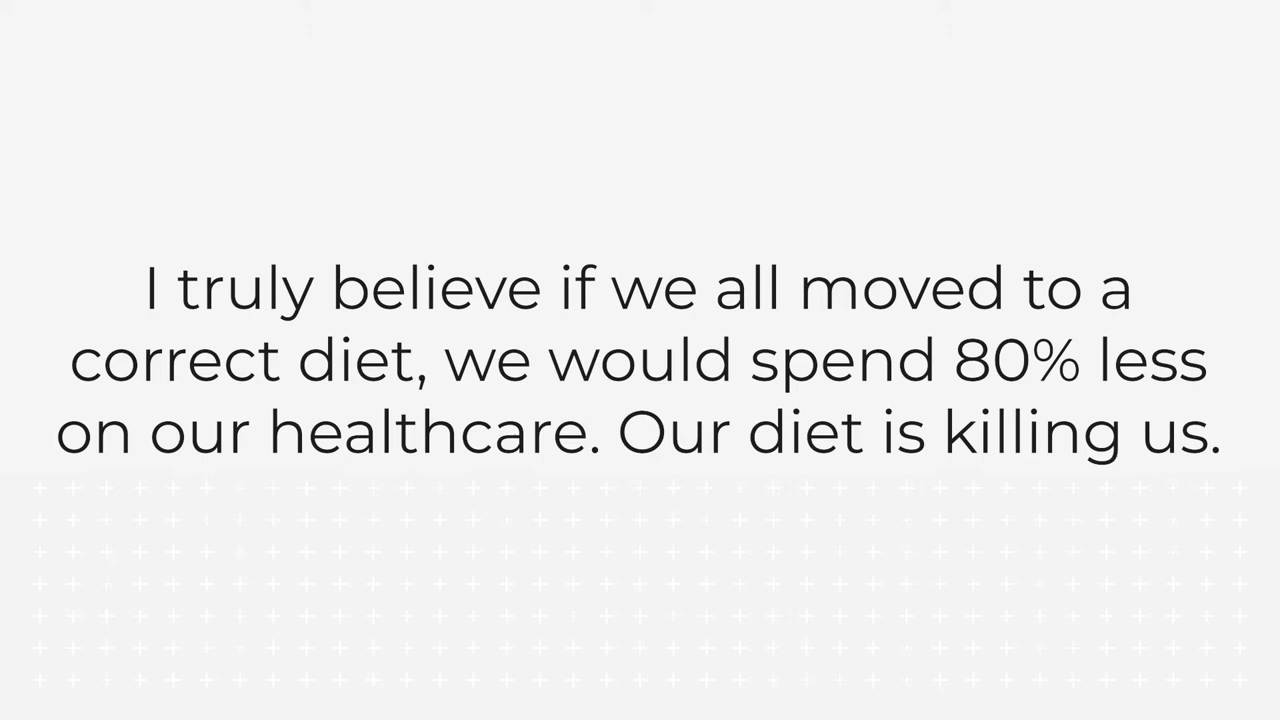 I truly believe if we all moved to a
correct diet, we would spend 80% less
on our healthcare. Our diet is killing us.